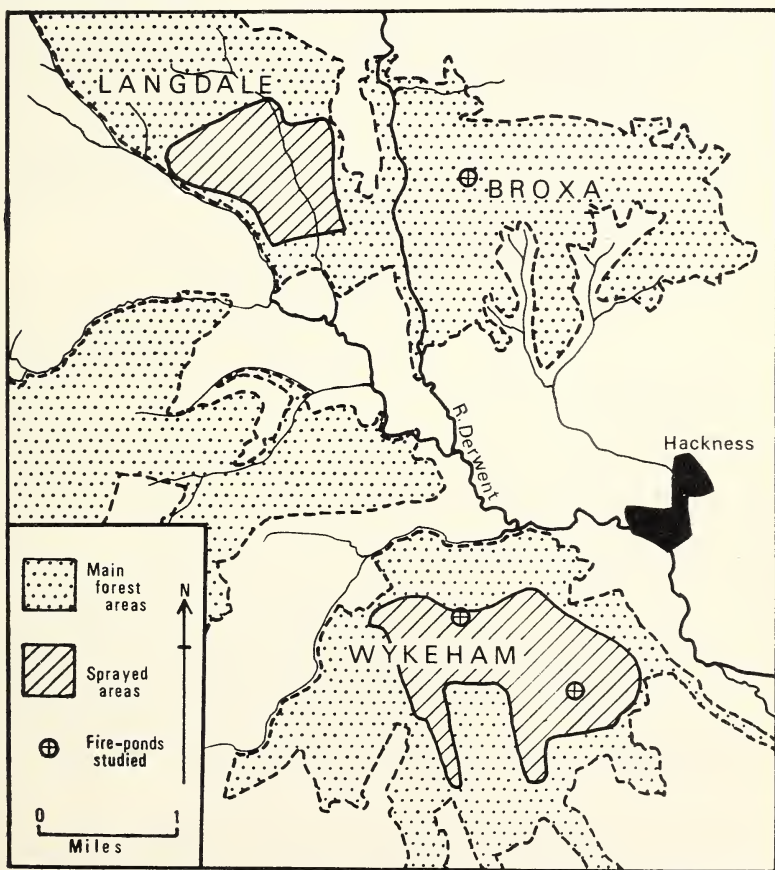 LANGDALE
BROXA
R. Derwent
Hackness
WYKEHAM
Main
forest
areas
N
Sprayed
areas
Fire-ponds
studied
0 1
Miles